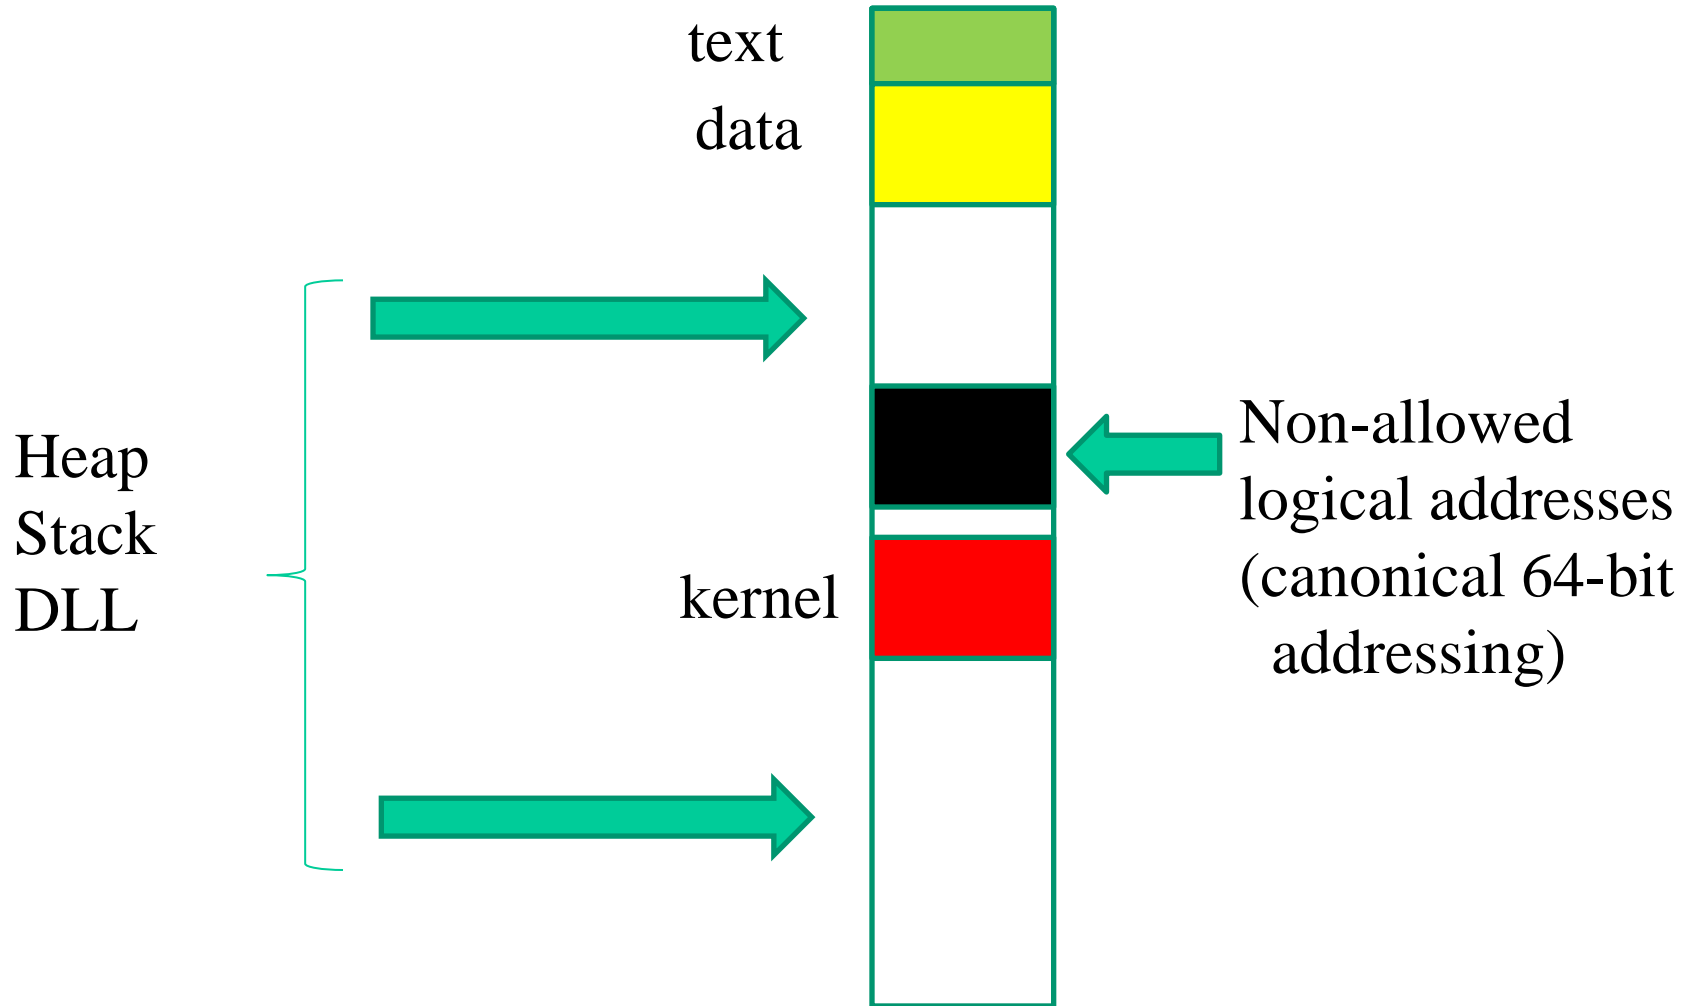 text
data
Heap
Stack
DLL
kernel
Non-allowed
logical addresses
(canonical 64-bit
addressing)